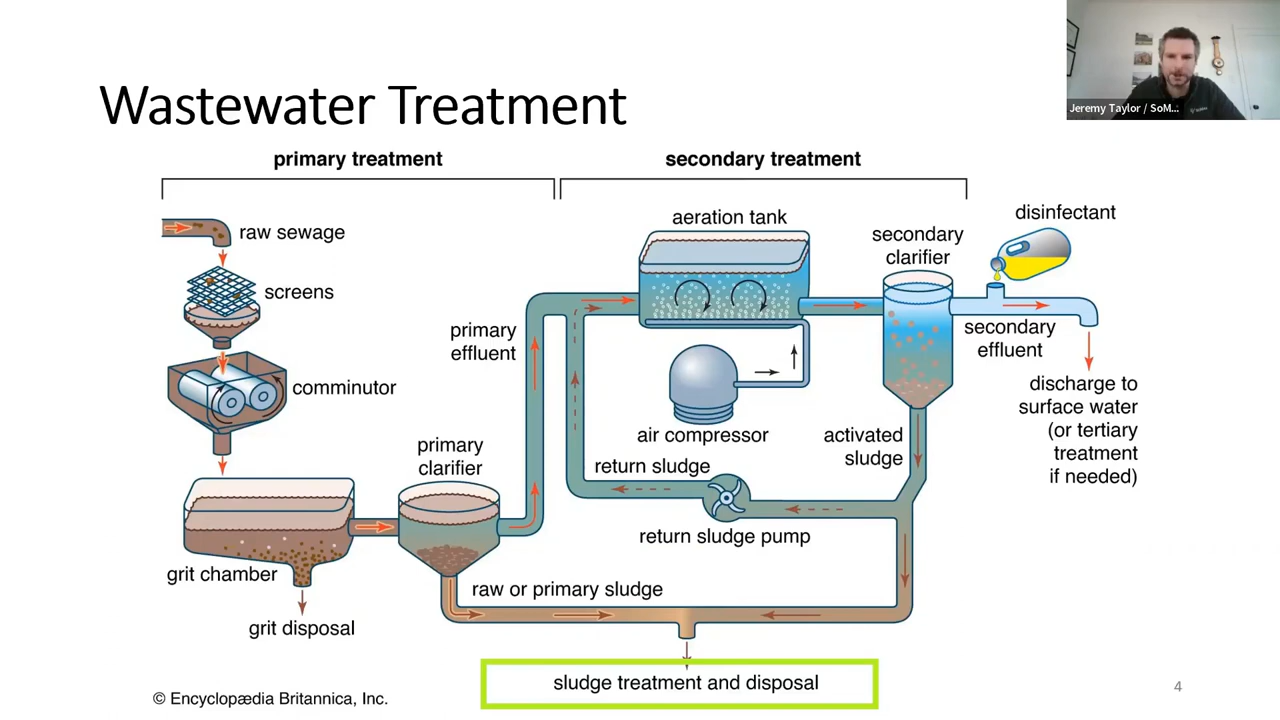 Wastewater Treatment
Jeremy Taylor / SoM...
primary treatment
secondary treatment
raw sewage
screens
comminutor
grit chamber
grit disposal
primary
clarifier
primary
effluent
raw or primary sludge
aeration tank
air compressor
return sludge
return sludge pump
secondary
clarifier
activated
sludge
disinfectant
secondary
effluent
discharge to
surface water
(or tertiary
treatment
if needed)
sludge treatment and disposal
© Encyclopædia Britannica, Inc.
4